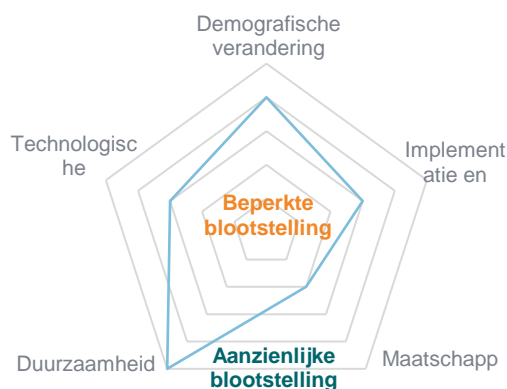 Demografische
verandering
Technologisc
he
Implement
atie en
Beperkte
blootstelling
Duurzaamheid
Aanzienlijke
blootstelling
Maatschapp